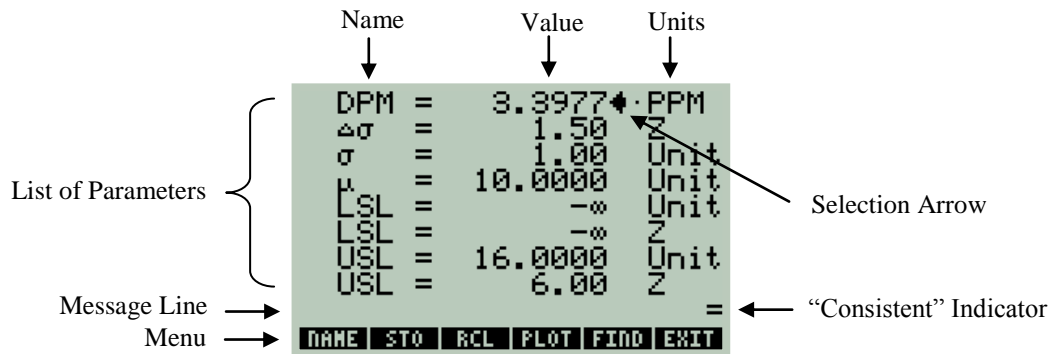 Name Value Units
DPM = 3.3977 PPM
Δσ = 1.50 Z
σ = 1.00 Unit
μ = 10.0000 Unit
LSL = -∞ Unit
LSL = -∞ Z
USL = 16.0000 Unit
USL = 6.00 Z
=
NAME STO RCL PLOT FIND EXIT
List of Parameters
Selection Arrow
Message Line
“Consistent” Indicator
Menu